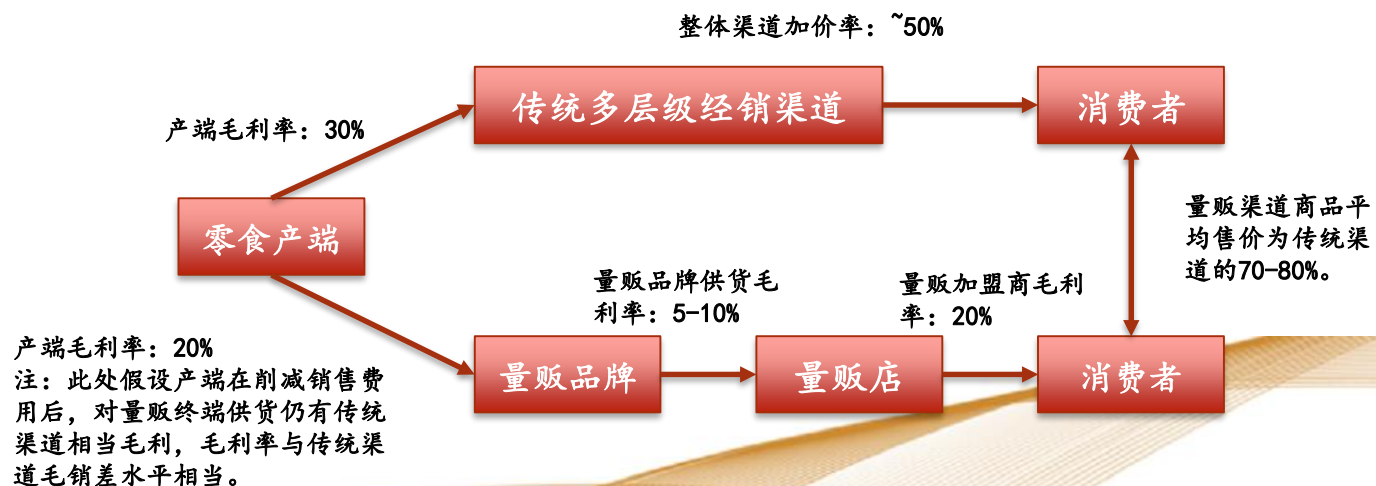 整体渠道加价率：~50%
传统多层级经销渠道
消费者
产端毛利率：30%
零食产端
量贩渠道商品平
均售价为传统渠
道的70-80%。
量贩品牌供货毛
利率：5-10%
量贩加盟商毛利
率：20%
产端毛利率：20%
注：此处假设产端在削减销售费
用后，对量贩终端供货仍有传统
渠道相当毛利，毛利率与传统渠
道毛销差水平相当。
量贩品牌
量贩店
消费者